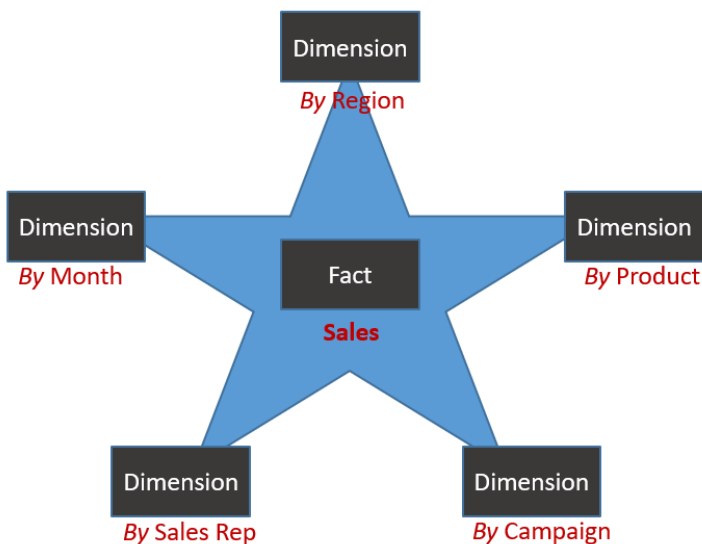 Dimension
By Region
Dimension
By Month
Dimension
By Product
Fact
Sales
Dimension
By Sales Rep
Dimension
By Campaign